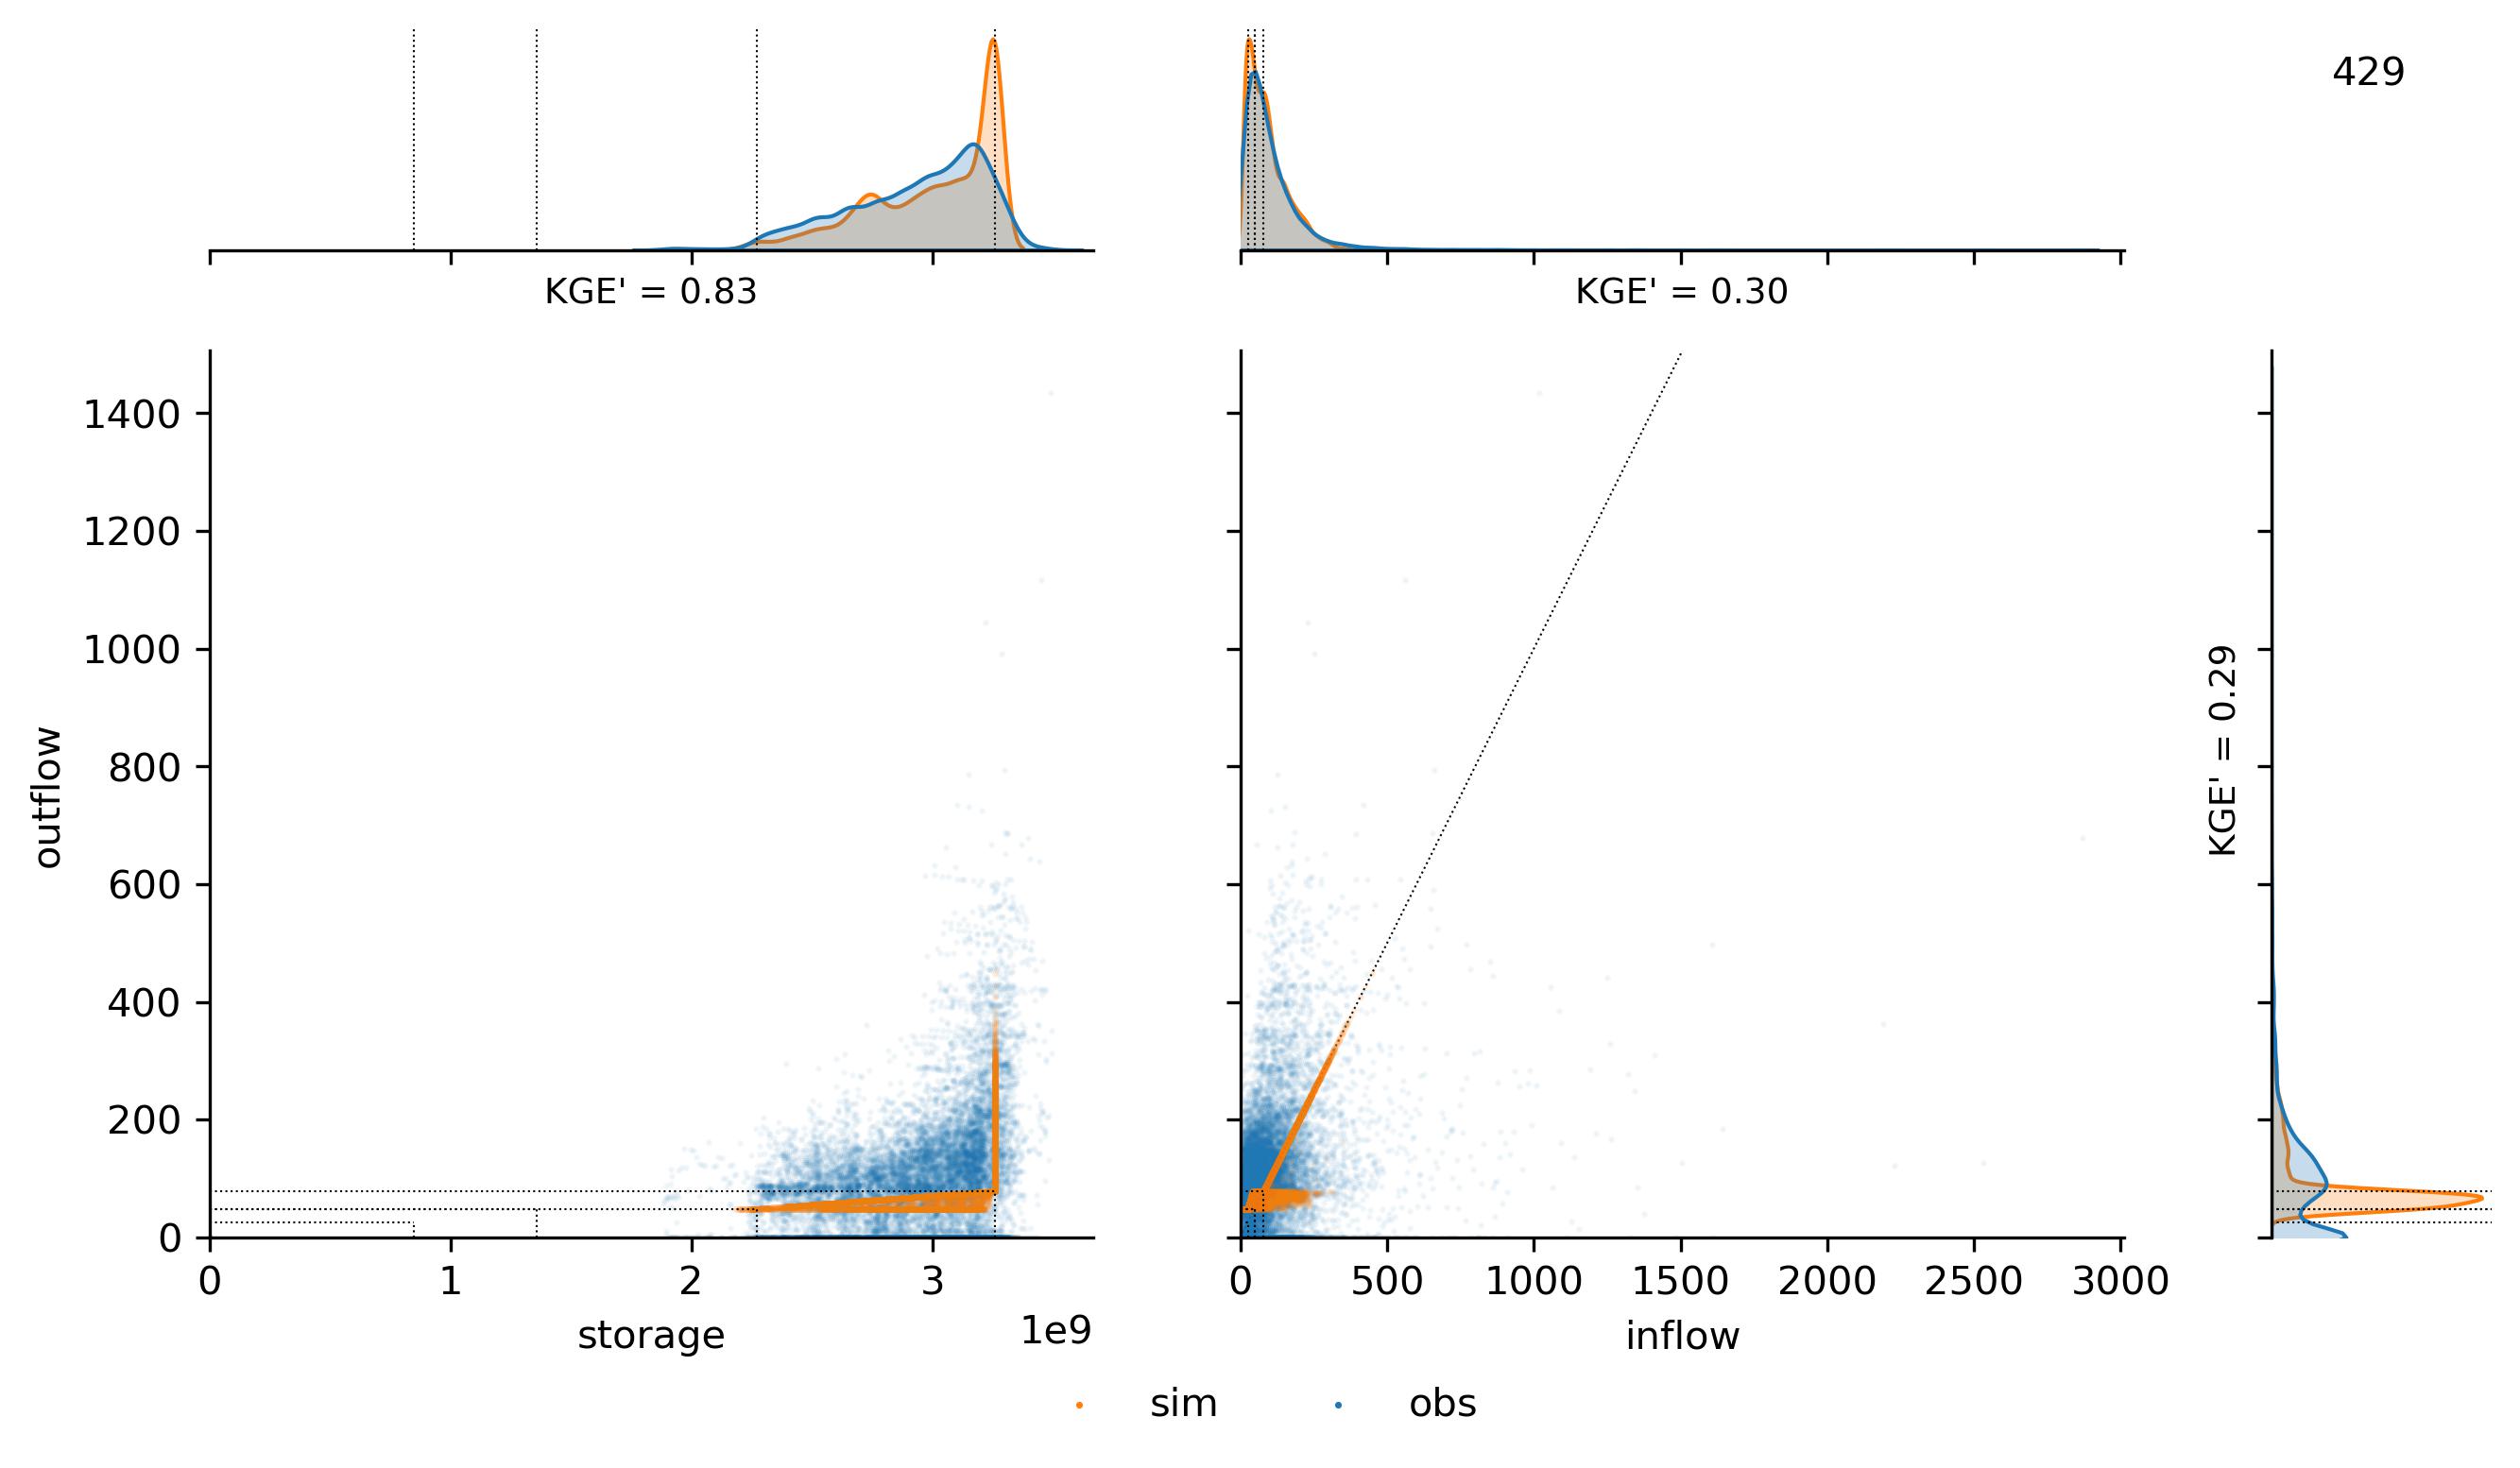 429
KGE' = 0.83
KGE' = 0.30
1400
1200
1000
800
600
400
200
0
outflow
KGE' = 0.29
0 1 2 3
0 500 1000 1500 2000 2500 3000
storage
1e9
inflow
sim obs